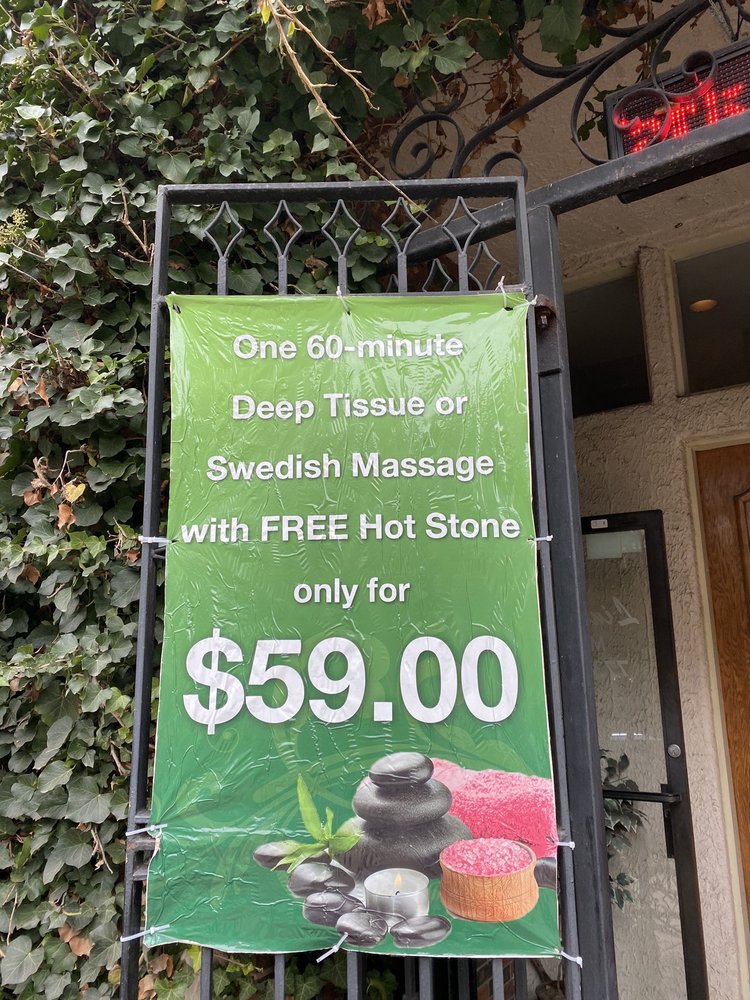 One 60-minute
Deep Tissue or
Swedish Massage
with FREE Hot Stone
only for
$59.00